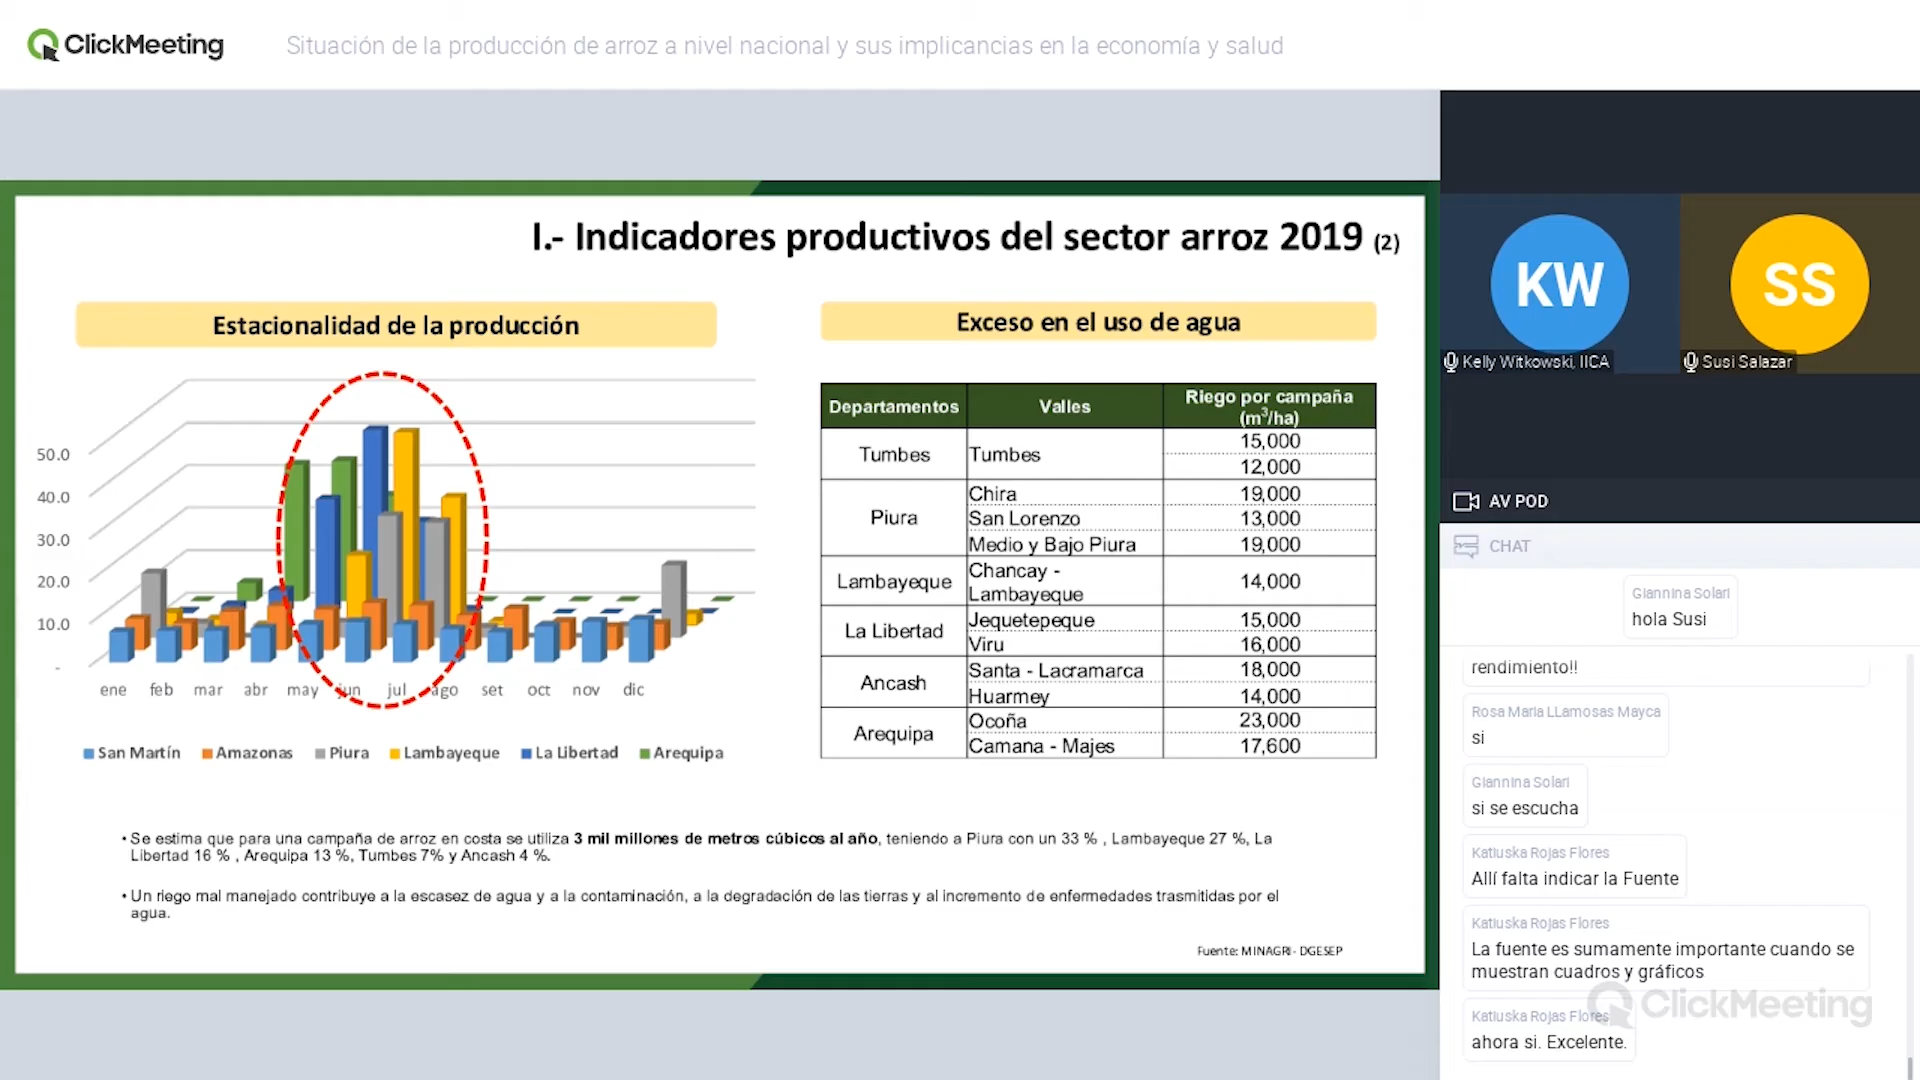 ClickMeeting
Situación de la producción de arroz a nivel nacional y sus implicancias en la economía y salud
I.- Indicadores productivos del sector arroz 2019 (2)
Estacionalidad de la producción
50.0
40.0
30.0
20.0
10.0
-
ene feb mar abr may jun jul ago set oct nov dic
San Martín Amazonas Piura Lambayeque La Libertad Arequipa
Exceso en el uso de agua
Departamentos Valles Riego por campaña (m³/ha)
Tumbes Tumbes 15,000
12,000
Piura Chira 19,000
San Lorenzo 13,000
Medio y Bajo Piura 19,000
Lambayeque Chancay - Lambayeque 14,000
La Libertad Jequetepeque 15,000
Viru 16,000
Ancash Santa - Lacramarca 18,000
Huarmey 14,000
Arequipa Ocoña 23,000
Camana - Majes 17,600
• Se estima que para una campaña de arroz en costa se utiliza 3 mil millones de metros cúbicos al año, teniendo a Piura con un 33 % , Lambayeque 27 %, La
Libertad 16 % , Arequipa 13 %, Tumbes 7% y Ancash 4 %.
• Un riego mal manejado contribuye a la escasez de agua y a la contaminación, a la degradación de las tierras y al incremento de enfermedades trasmitidas por el
agua.
Fuente: MINAGRI- DGESEP
KW
SS
Kelly Witkowski, IICA
Susi Salazar
AV POD
CHAT
Giannina Solari
hola Susi
rendimiento!!
Rosa Maria LLamosas Mayca
si
Giannina Solari
si se escucha
Katiuska Rojas Flores
Allí falta indicar la Fuente
Katiuska Rojas Flores
La fuente es sumamente importante cuando se
muestran cuadros y gráficos
Katiuska Rojas Flores
ahora si. Excelente.
ClickMeeting